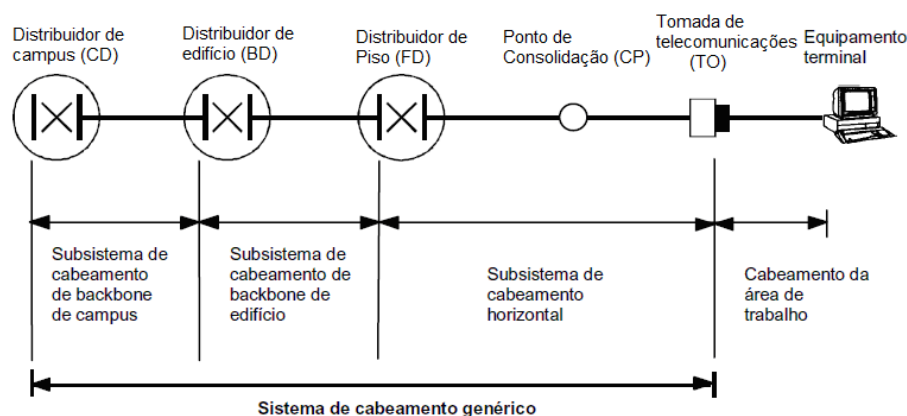 Distribuidor de
campus (CD)
Distribuidor de
edifício (BD)
Distribuidor de
Piso (FD)
Ponto de
Consolidação (CP)
Tomada de
telecomunicações
(TO)
Equipamento
terminal
Subsistema de
cabeamento
de backbone
de campus
Subsistema de
cabeamento de
backbone de
edifício
Subsistema de
cabeamento
horizontal
Cabeamento da
área de
trabalho
Sistema de cabeamento genérico